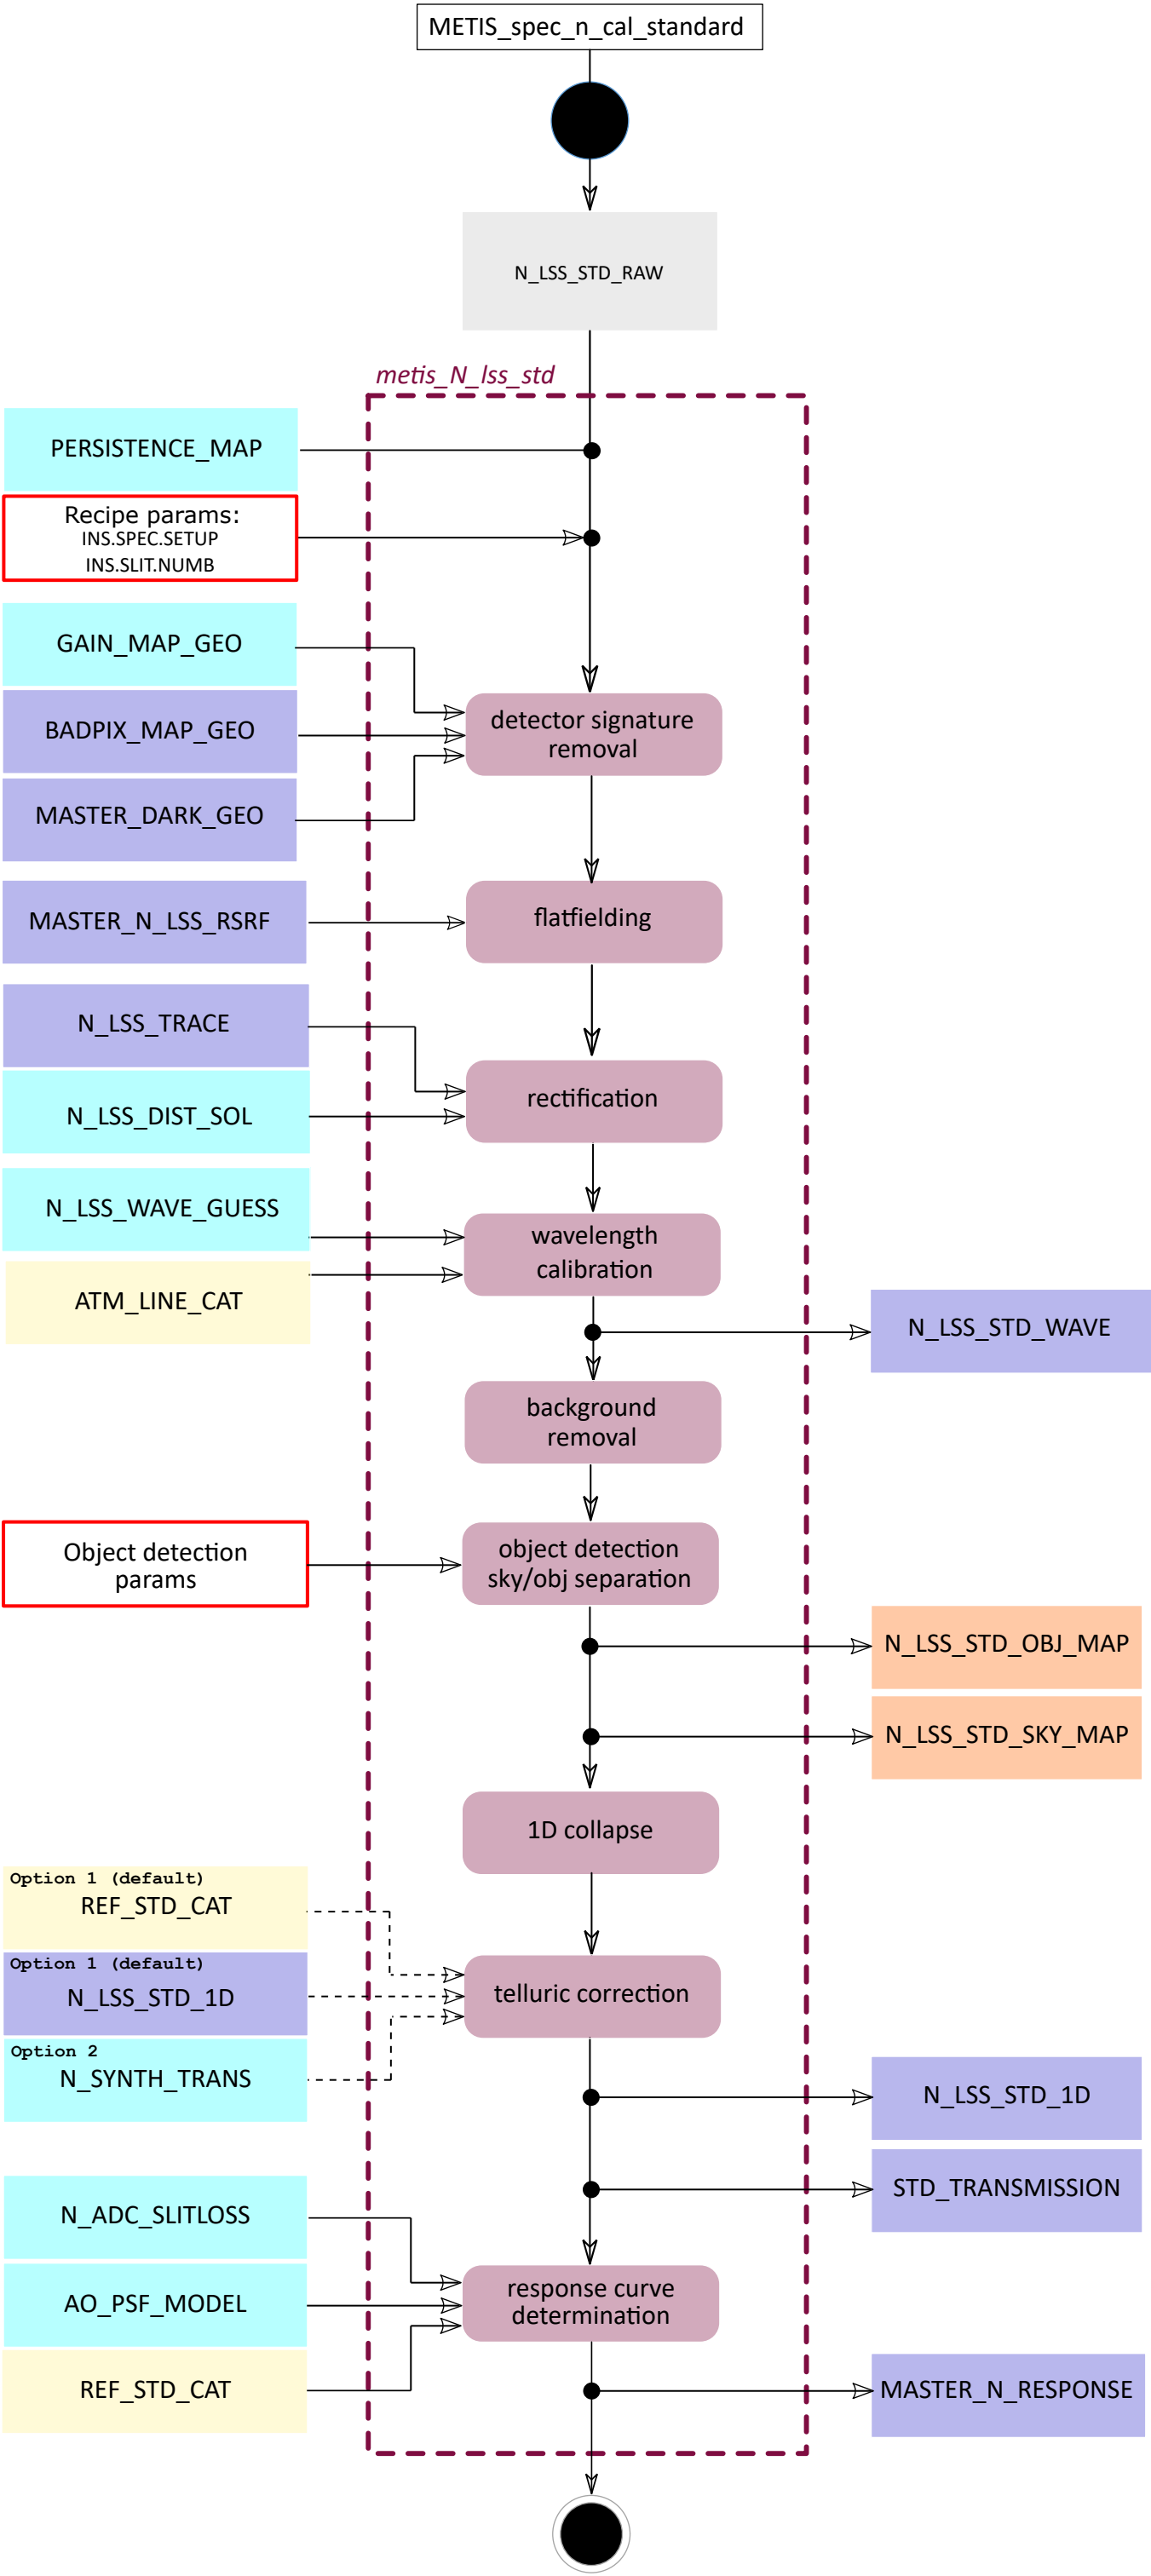 METIS_spec_n_cal_standard
N_LSS_STD_RAW
metis_N_lss_std
PERSISTENCE_MAP
Recipe params:
INS.SPEC.SETUP
INS.SLIT.NUMB
GAIN_MAP_GEO
BADPIX_MAP_GEO
detector signature
removal
MASTER_DARK_GEO
MASTER_N_LSS_RSRF
flatfielding
N_LSS_TRACE
rectification
N_LSS_DIST_SOL
N_LSS_WAVE_GUESS
wavelength
calibration
ATM_LINE_CAT
N_LSS_STD_WAVE
background
removal
Object detection
params
object detection
sky/obj separation
N_LSS_STD_OBJ_MAP
N_LSS_STD_SKY_MAP
1D collapse
Option 1 (default)
REF_STD_CAT
Option 1 (default)
N_LSS_STD_1D
telluric correction
Option 2
N_SYNTH_TRANS
N_LSS_STD_1D
STD_TRANSMISSION
N_ADC_SLITLOSS
AO_PSF_MODEL
response curve
determination
REF_STD_CAT
MASTER_N_RESPONSE